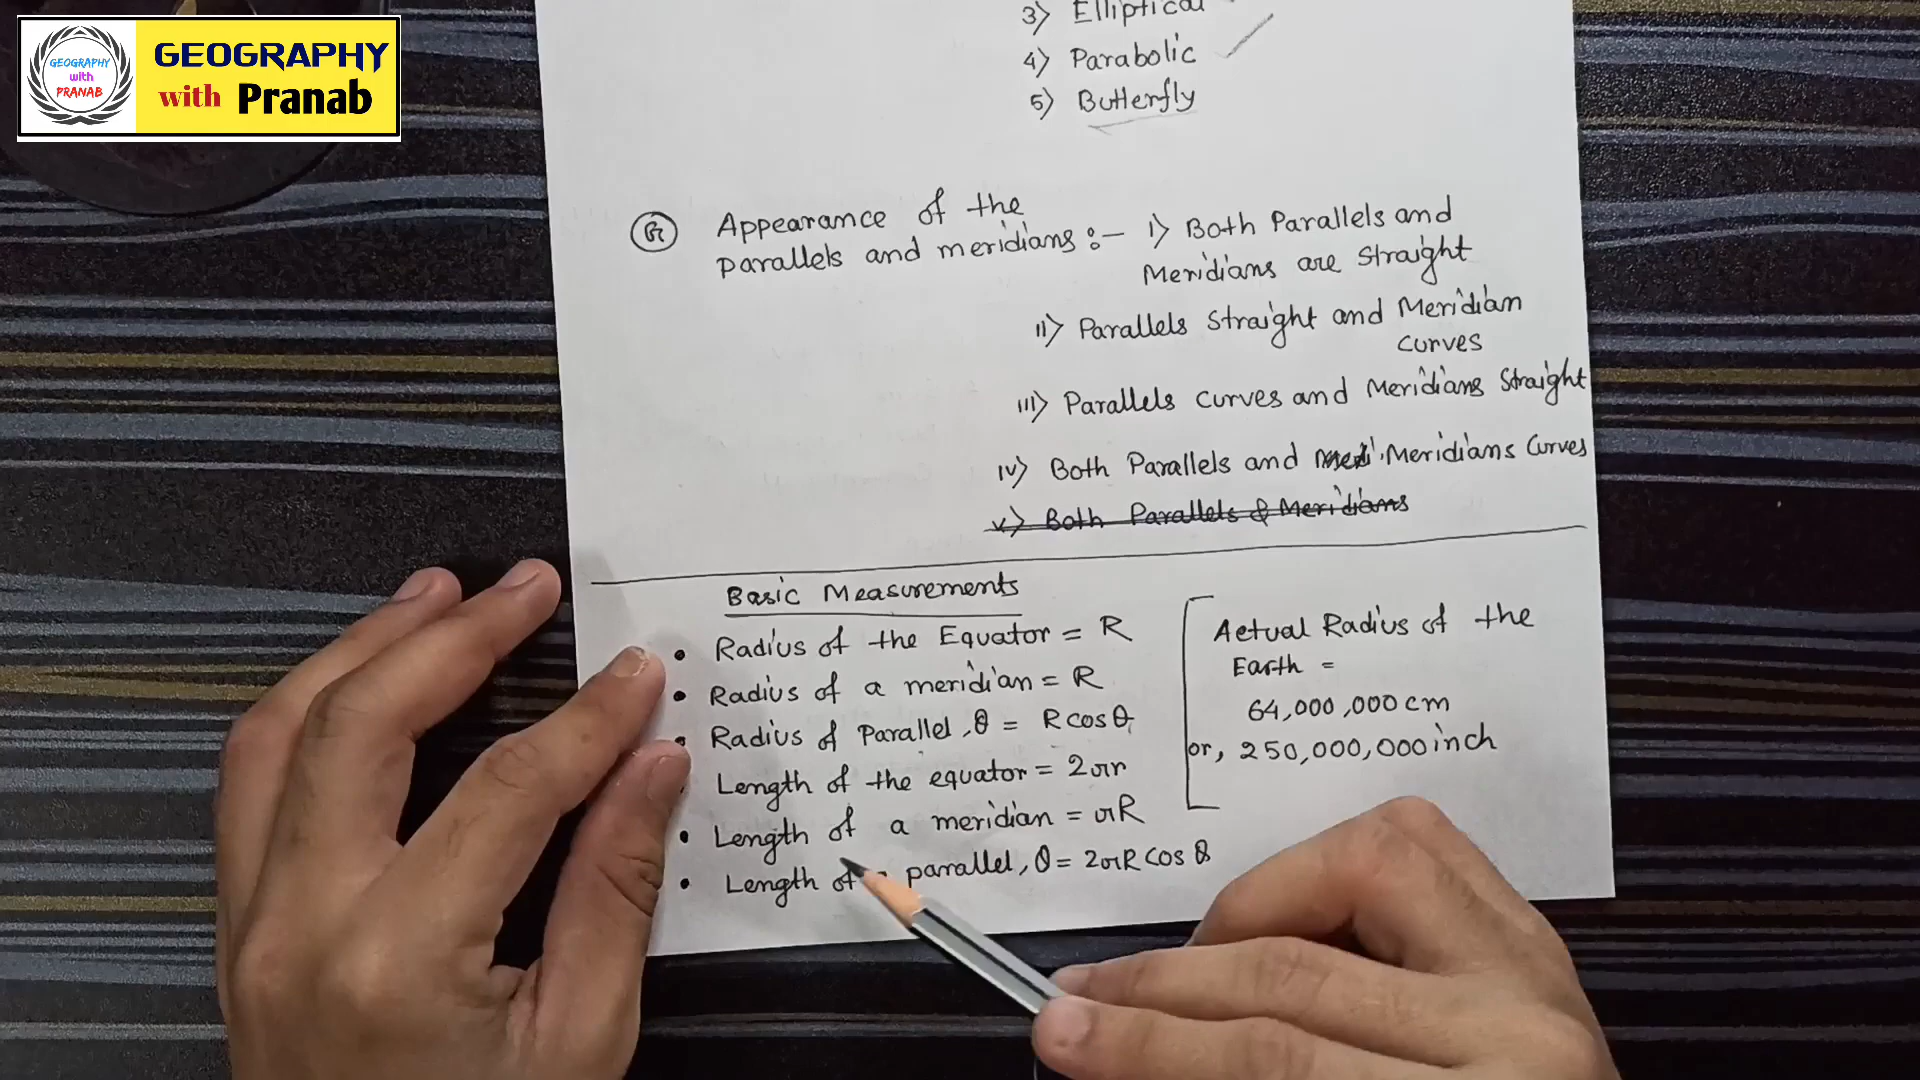 GEOGRAPHY
with
PRANAB
GEOGRAPHY
with Pranab
3) Elliptical
4) Parabolic
5) Butterfly
G Appearance of the
parallels and meridians :- i) Both Parallels and
Meridians are Straight
ii) Parallels Straight and Meridian
curves
iii) Parallels curves and Meridians Straight
iv) Both Parallels and Meridians Curves
v) Both Parallels & Meridians
Basic Measurements
• Radius of the Equator = R
• Radius of a meridian = R
• Radius of Parallel, θ = R cos θ
Length of the equator = 2πr
• Length of a meridian = πR
• Length of parallel, θ = 2πR cos θ
Actual Radius of the
Earth =
64,000,000 cm
or, 250,000,000 inch